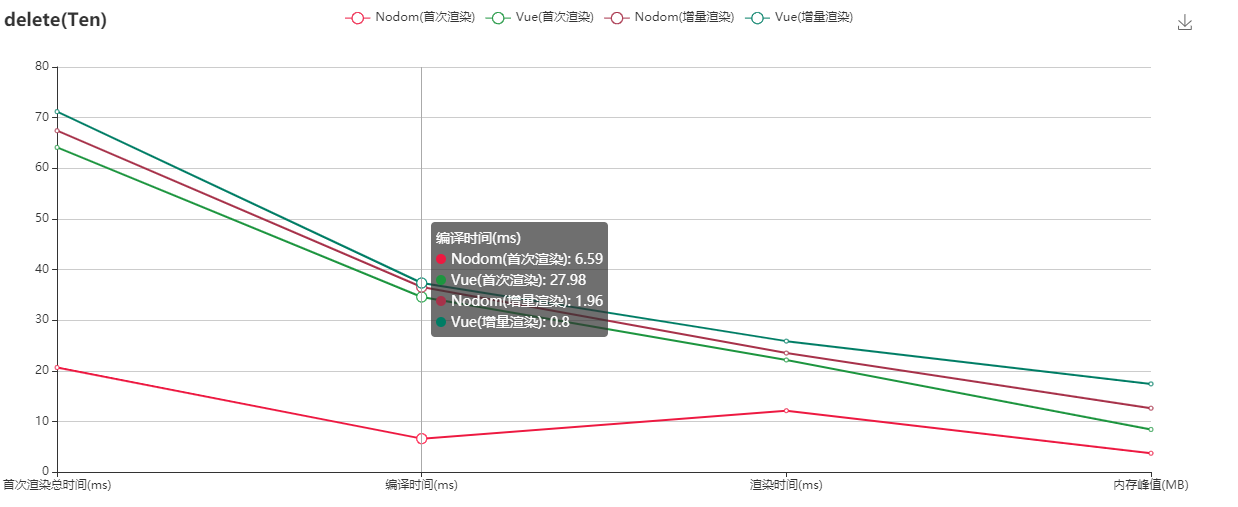 delete(Ten)
Nodom(首次渲染) Vue(首次渲染) Nodom(增量渲染) Vue(增量渲染)
80
70
60
50
40
30
20
10
0
编译时间(ms)
Nodom(首次渲染): 6.59
Vue(首次渲染): 27.98
Nodom(增量渲染): 1.96
Vue(增量渲染): 0.8
首次渲染总时间(ms) 编译时间(ms) 渲染时间(ms) 内存峰值(MB)